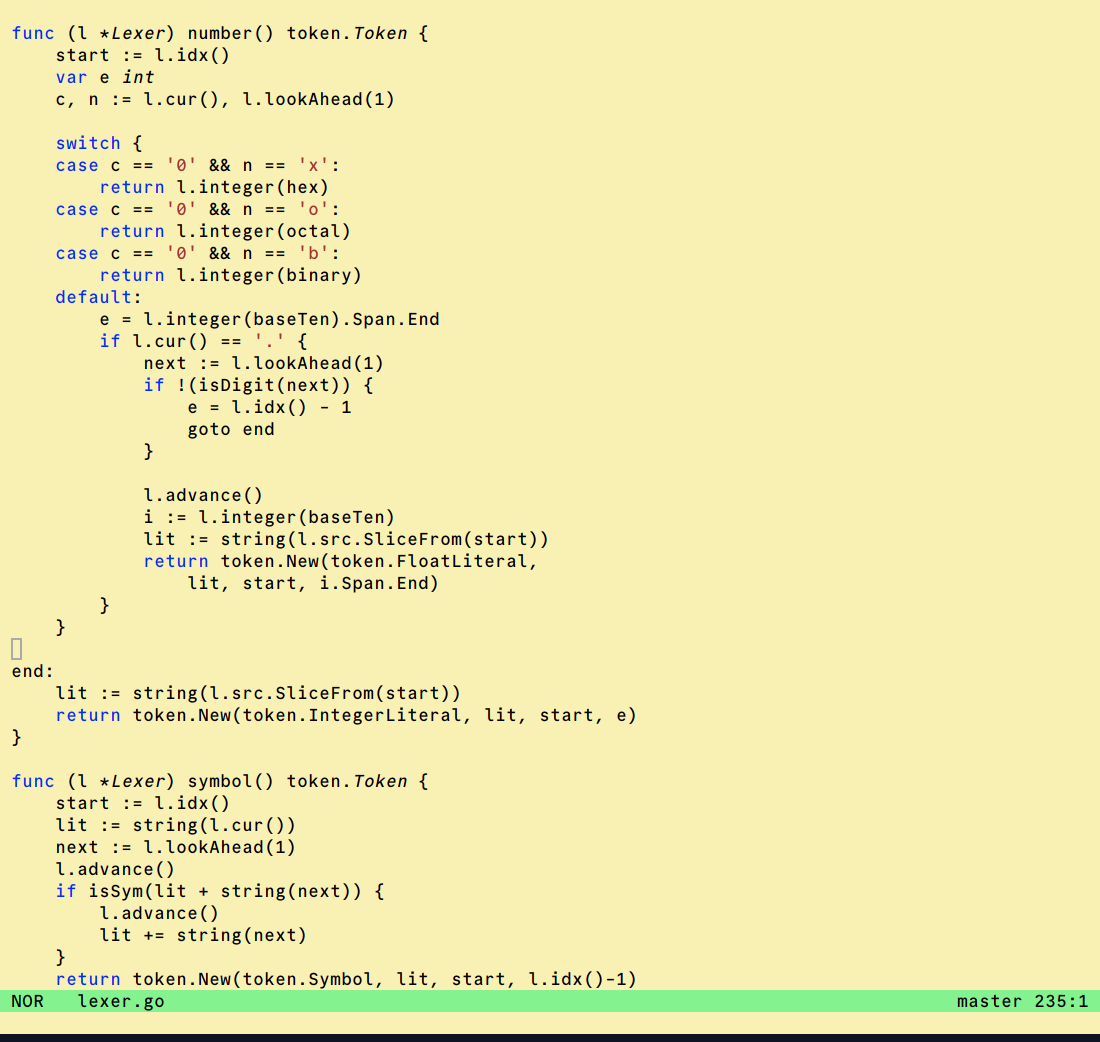 func (l *Lexer) number() token.Token {
    start := l.idx()
    var e int
    c, n := l.cur(), l.lookAhead(1)

    switch {
    case c == '0' && n == 'x':
        return l.integer(hex)
    case c == '0' && n == 'o':
        return l.integer(octal)
    case c == '0' && n == 'b':
        return l.integer(binary)
    default:
        e = l.integer(baseTen).Span.End
        if l.cur() == '.' {
            next := l.lookAhead(1)
            if !(isDigit(next)) {
                e = l.idx() - 1
                goto end
            }

            l.advance()
            i := l.integer(baseTen)
            lit := string(l.src.SliceFrom(start))
            return token.New(token.FloatLiteral,
                lit, start, i.Span.End)
        }
    }

end:
    lit := string(l.src.SliceFrom(start))
    return token.New(token.IntegerLiteral, lit, start, e)
}

func (l *Lexer) symbol() token.Token {
    start := l.idx()
    lit := string(l.cur())
    next := l.lookAhead(1)
    l.advance()
    if isSym(lit + string(next)) {
        l.advance()
        lit += string(next)
    }
    return token.New(token.Symbol, lit, start, l.idx()-1)
NOR   lexer.go   master 235:1